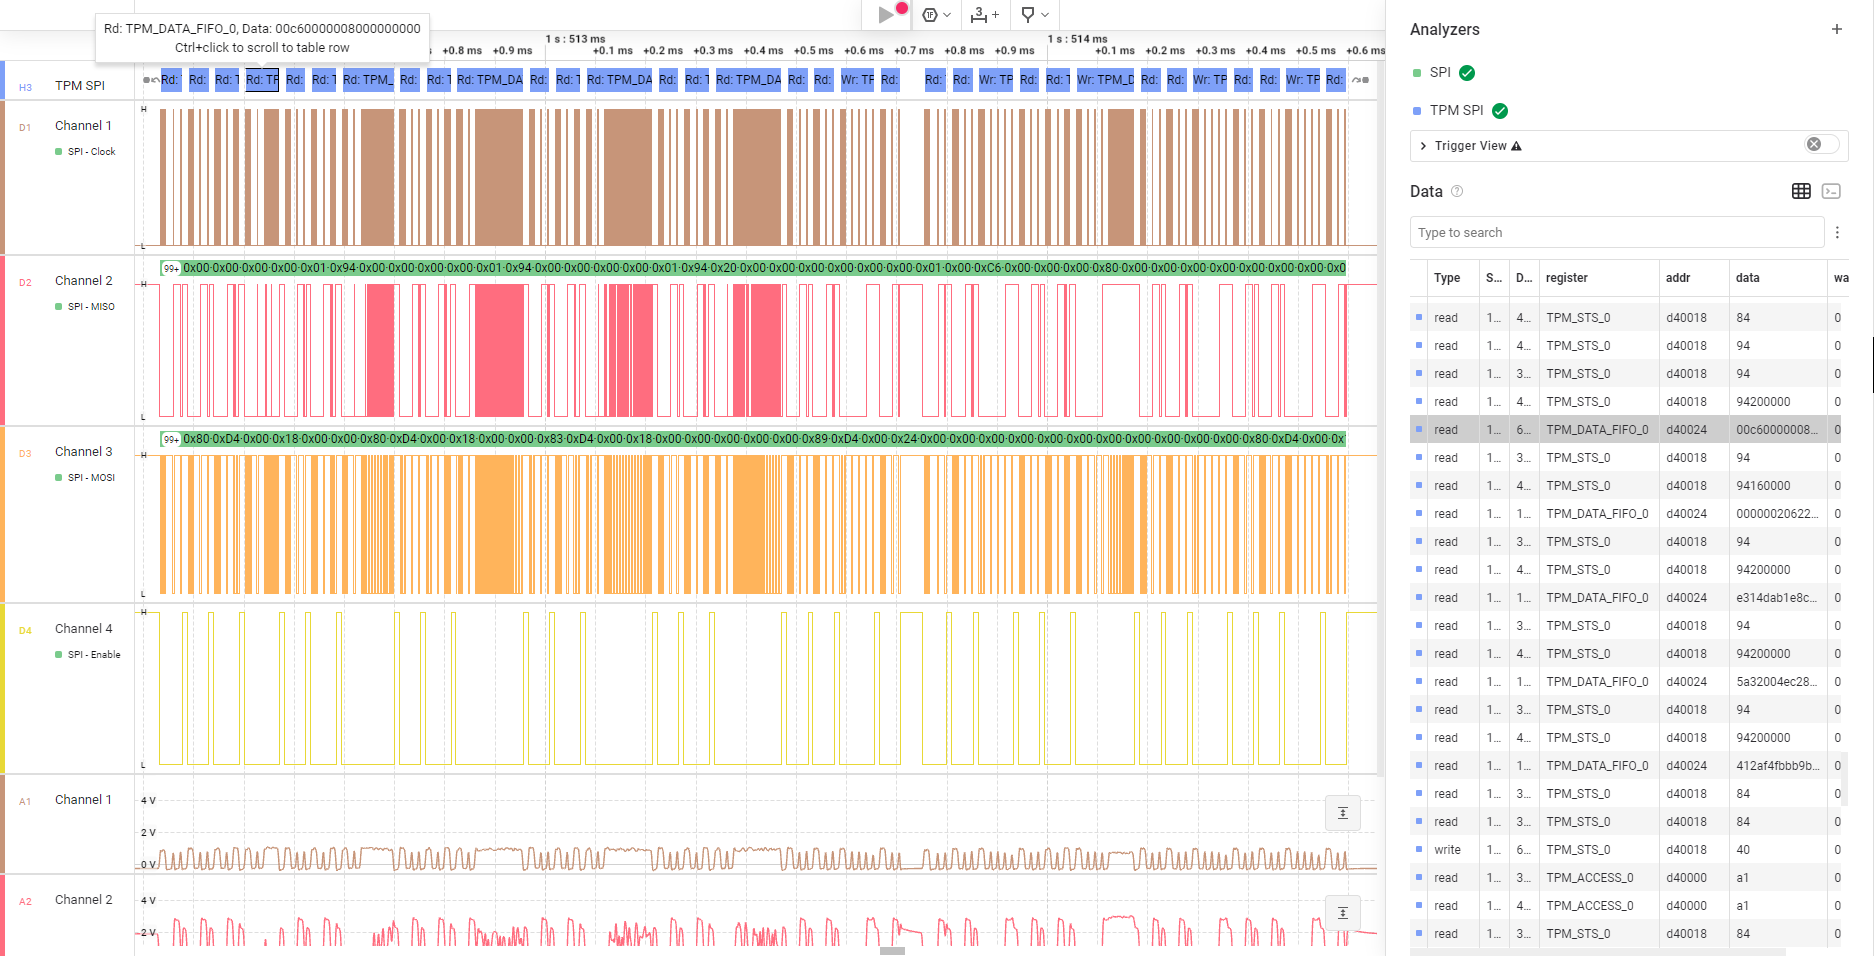 Rd: TPM_DATA_FIFO_0, Data: 00c60000008000000000
Ctrl+click to scroll to table row
3
1 s : 513 ms
1 s : 514 ms
+0.8 ms
+0.9 ms
+0.1 ms
+0.2 ms
+0.3 ms
+0.4 ms
+0.5 ms
+0.6 ms
+0.7 ms
+0.8 ms
+0.9 ms
+0.1 ms
+0.2 ms
+0.3 ms
+0.4 ms
+0.5 ms
+0.6 ms
H3 TPM SPI
Rd: Rd: Rd: T Rd: TF Rd: Rd: T Rd: TPM_ Rd: Rd: T Rd: TPM_DA Rd: Rd: T Rd: TPM_DA Rd: Rd: T Rd: TPM_DA Rd: Rd: Wr: TF Rd: Rd: Rd: Wr: TP Rd: Rd: T Wr: TPM_D Rd: Rd: Wr: TP Rd: Rd: Wr: TP Rd:
D1 Channel 1
SPI - Clock
H
L
D2 Channel 2
SPI - MISO
99+ 0x00·0x00·0x00·0x00·0x01·0x94·0x00·0x00·0x00·0x00·0x01·0x94·0x00·0x00·0x00·0x00·0x01·0x94·0x20·0x00·0x00·0x00·0x00·0x00·0x01·0x00·0xC6·0x00·0x00·0x00·0x80·0x00·0x00·0x00·0x00·0x00·0x00·0x00·0x0
H
L
D3 Channel 3
SPI - MOSI
99+ 0x80·0xD4·0x00·0x18·0x00·0x00·0x80·0xD4·0x00·0x18·0x00·0x00·0x83·0xD4·0x00·0x18·0x00·0x00·0x00·0x00·0x89·0xD4·0x00·0x24·0x00·0x00·0x00·0x00·0x00·0x00·0x00·0x00·0x00·0x00·0x00·0x80·0xD4·0x00·0x
H
L
D4 Channel 4
SPI - Enable
H
L
A1 Channel 1
4 V
2 V
0 V
A2 Channel 2
4 V
2 V
Analyzers
SPI
TPM SPI
Trigger View
Data
Type to search
Type S... D... register addr data wa
read 1... 4... TPM_STS_0 d40018 84 0
read 1... 4... TPM_STS_0 d40018 94 0
read 1... 3... TPM_STS_0 d40018 94 0
read 1... 4... TPM_STS_0 d40018 94200000 0
read 1... 6... TPM_DATA_FIFO_0 d40024 00c60000008... 0
read 1... 3... TPM_STS_0 d40018 94 0
read 1... 4... TPM_STS_0 d40018 94160000 0
read 1... 1... TPM_DATA_FIFO_0 d40024 00000020622... 0
read 1... 3... TPM_STS_0 d40018 94 0
read 1... 4... TPM_STS_0 d40018 94200000 0
read 1... 1... TPM_DATA_FIFO_0 d40024 e314dab1e8c... 0
read 1... 3... TPM_STS_0 d40018 94 0
read 1... 4... TPM_STS_0 d40018 94200000 0
read 1... 1... TPM_DATA_FIFO_0 d40024 5a32004ec28... 0
read 1... 3... TPM_STS_0 d40018 94 0
read 1... 4... TPM_STS_0 d40018 94200000 0
read 1... 1... TPM_DATA_FIFO_0 d40024 412af4fbbb9b... 0
read 1... 3... TPM_STS_0 d40018 84 0
read 1... 3... TPM_STS_0 d40018 84 0
write 1... 6... TPM_STS_0 d40018 40 0
read 1... 3... TPM_ACCESS_0 d40000 a1 0
read 1... 4... TPM_ACCESS_0 d40000 a1 0
read 1... 3... TPM_STS_0 d40018 84 0